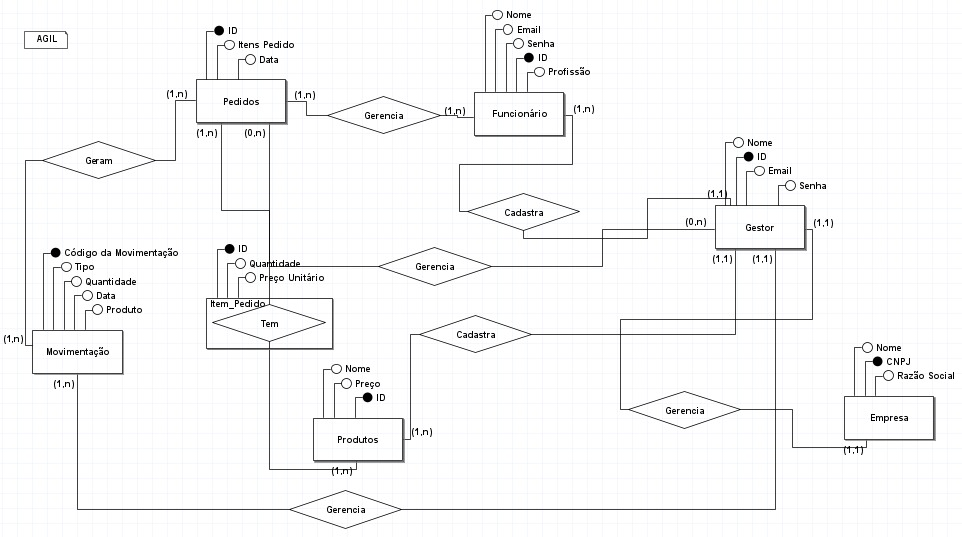 AGIL
ID
Itens Pedido
Data
(1,n)
Pedidos
(1,n)
(1,n)
(0,n)
Gerencia
(1,n)
Nome
Email
Senha
ID
Profissão
Funcionário
(1,n)
Geram
Cadastra
Nome
ID
Email
Senha
(1,1)
(0,n)
Gestor
(1,1)
(1,1)
(1,1)
Código da Movimentação
Tipo
Quantidade
Data
Produto
(1,n)
Movimentação
(1,n)
ID
Quantidade
Preço Unitário
Item_Pedido
Tem
Gerencia
Cadastra
Nome
Preço
ID
Produtos
(1,n)
(1,n)
Gerencia
Nome
CNPJ
Razão Social
Empresa
(1,1)
Gerencia